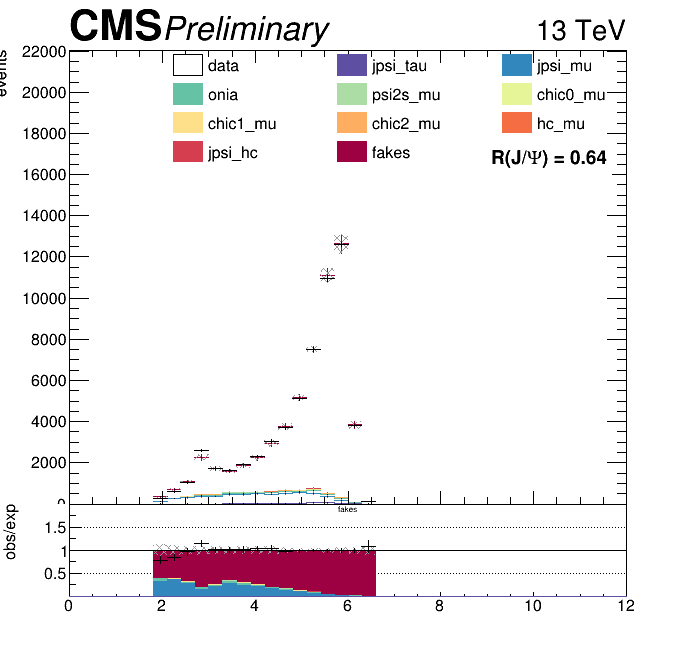 CMS Preliminary 13 TeV
events
22000
20000
18000
16000
14000
12000
10000
8000
6000
4000
2000
data jpsi_tau jpsi_mu
onia psi2s_mu chic0_mu
chic1_mu chic2_mu hc_mu
jpsi_hc fakes
R(J/Ψ) = 0.64
fakes
obs/exp
1.5
1
0.5
0 2 4 6 8 10 12